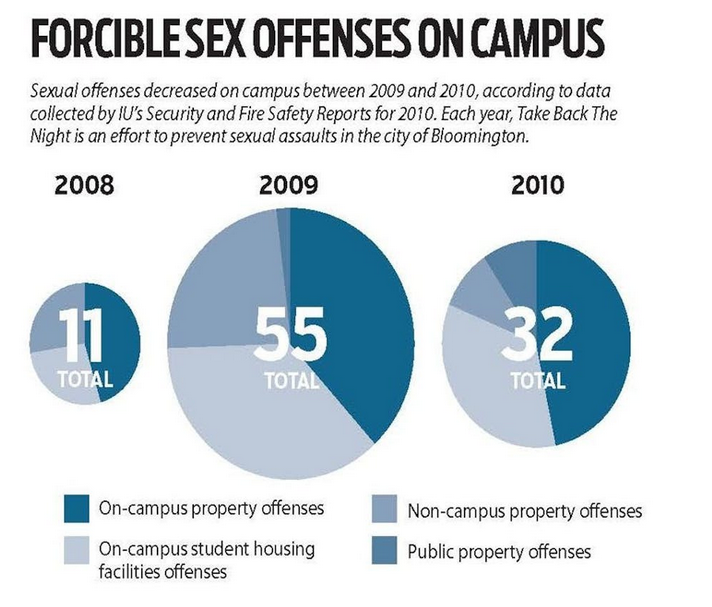 FORCIBLE SEX OFFENSES ON CAMPUS
Sexual offenses decreased on campus between 2009 and 2010, according to data
collected by IU's Security and Fire Safety Reports for 2010. Each year, Take Back The
Night is an effort to prevent sexual assaults in the city of Bloomington.
2008
2009
2010
11
TOTAL
55
TOTAL
32
TOTAL
On-campus property offenses
On-campus student housing
facilities offenses
Non-campus property offenses
Public property offenses